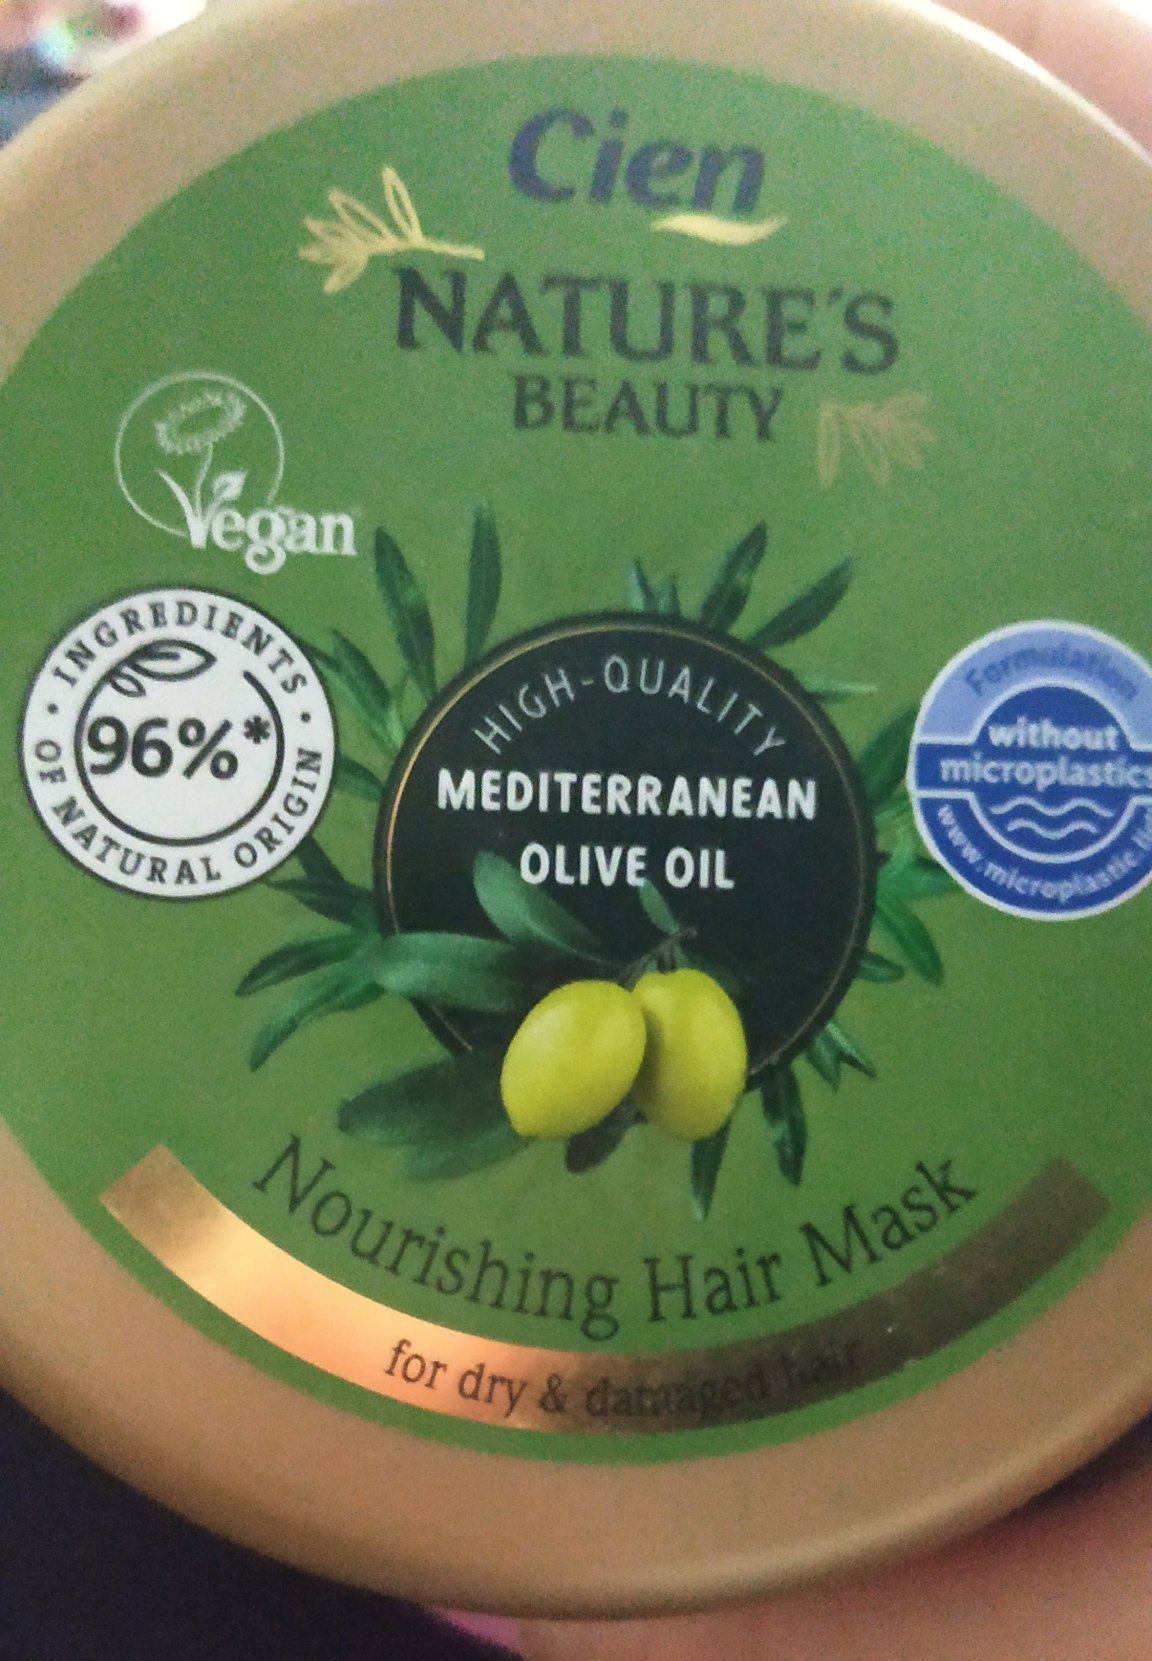 Cien
NATURE'S
BEAUTY
Vegan
INGREDIENTS
96%*
OF NATURAL ORIGIN
HIGH-QUALITY
MEDITERRANEAN
OLIVE OIL
Formulation
without
microplastics
Nourishing Hair Mask
for dry & damaged hair